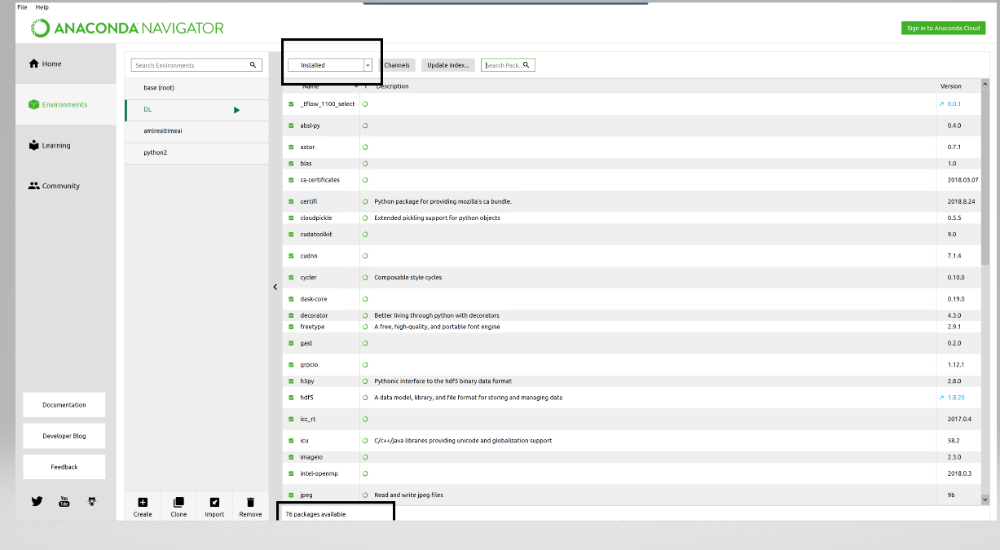 File Help
ANACONDA NAVIGATOR
Sign in to Anaconda Cloud
Home
Environments
Learning
Community
Documentation
Developer Blog
Feedback
You Tube
Search Environments
base (root)
DL
amlrealtimeai
python2
Create Clone Import Remove
Installed Channels Update index... Search Pack...
Name T Description Version
_tflow_1100_select 0.0.1
absl-py 0.4.0
astor 0.7.1
blas 1.0
ca-certificates 2018.03.07
certifi Python package for providing mozilla's ca bundle. 2018.8.24
cloudpickle Extended pickling support for python objects 0.5.5
cudatoolkit 9.0
cudnn 7.1.4
cycler Composable style cycles 0.10.0
dask-core 0.19.0
decorator Better living through python with decorators 4.3.0
freetype A free, high-quality, and portable font engine 2.9.1
gast 0.2.0
grpcio 1.12.1
h5py Pythonic interface to the hdf5 binary data format 2.8.0
hdf5 A data model, library, and file format for storing and managing data 1.8.20
icc_rt 2017.0.4
icu C/c++/java libraries providing unicode and globalization support 58.2
imageio 2.3.0
intel-openmp 2018.0.3
jpeg Read and write jpeg files 9b
76 packages available